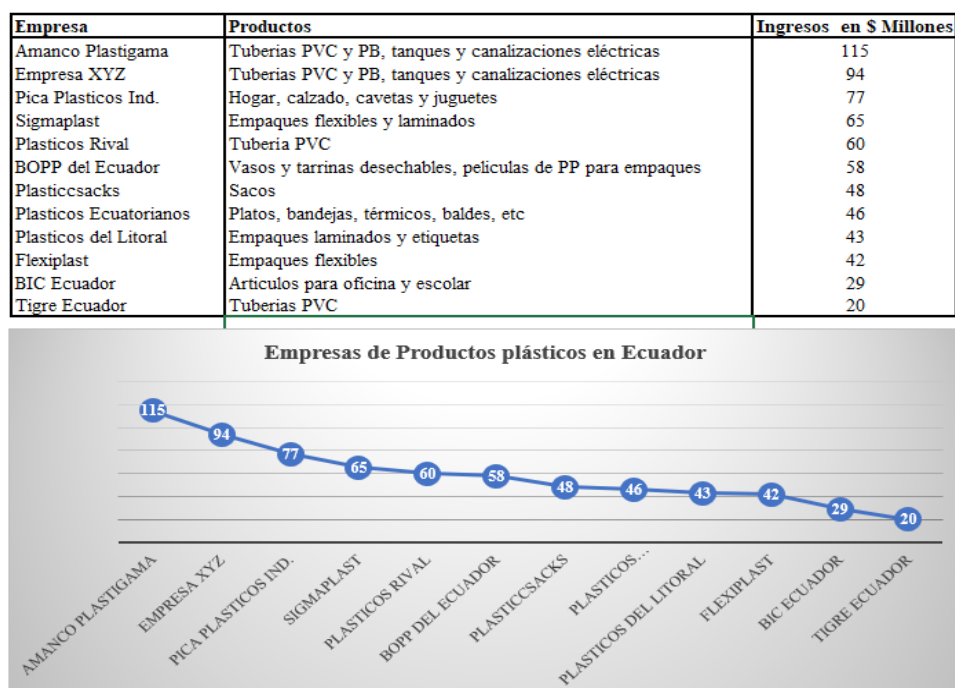 Empresa Productos Ingresos en $ Millones
Amanco Plastigama Tuberias PVC y PB, tanques y canalizaciones eléctricas 115
Empresa XYZ Tuberias PVC y PB, tanques y canalizaciones eléctricas 94
Pica Plasticos Ind. Hogar, calzado, cavetas y juguetes 77
Sigmaplast Empaques flexibles y laminados 65
Plasticos Rival Tuberia PVC 60
BOPP del Ecuador Vasos y tarrinas desechables, peliculas de PP para empaques 58
Plasticcsacks Sacos 48
Plasticos Ecuatorianos Platos, bandejas, térmicos, baldes, etc 46
Plasticos del Litoral Empaques laminados y etiquetas 43
Flexiplast Empaques flexibles 42
BIC Ecuador Articulos para oficina y escolar 29
Tigre Ecuador Tuberias PVC 20
Empresas de Productos plásticos en Ecuador
115 94 77 65 60 58 48 46 43 42 29 20
AMANCO PLASTIGAMA
EMPRESA XYZ
PICA PLASTICOS IND.
SIGMAPLAST
PLASTICOS RIVAL
BOPP DEL ECUADOR
PLASTICCSACKS
PLASTICOS...
PLASTICOS DEL LITORAL
FLEXIPLAST
BIC ECUADOR
TIGRE ECUADOR